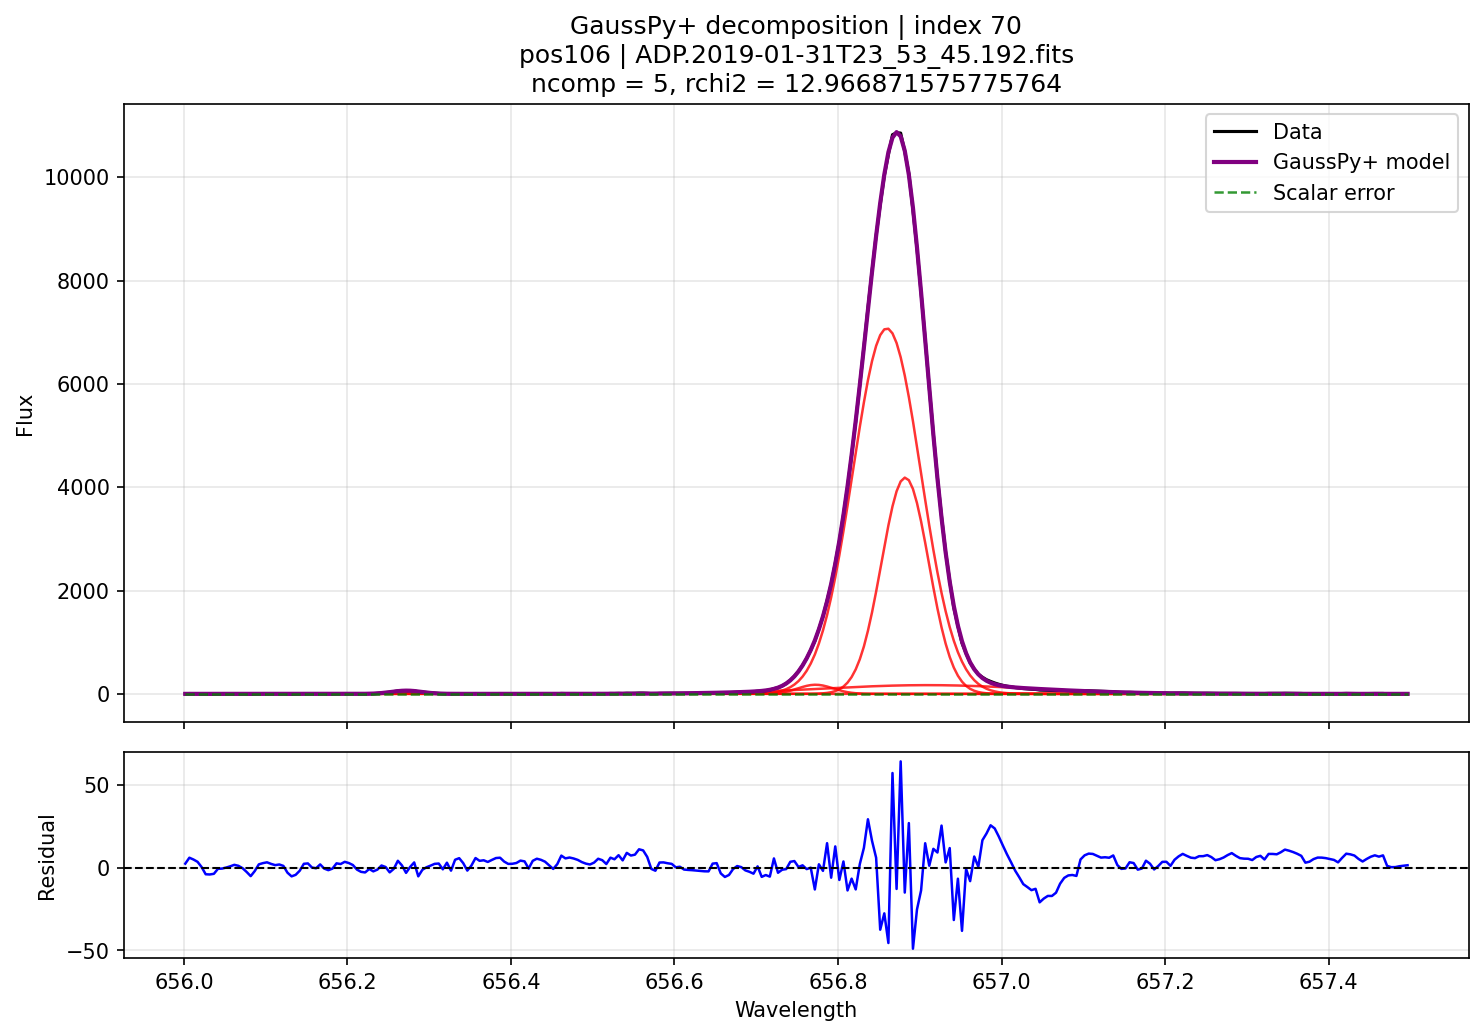 GaussPy+ decomposition | index 70
pos106 | ADP.2019-01-31T23_53_45.192.fits
ncomp = 5, rchi2 = 12.966871575775764
Data
GaussPy+ model
Scalar error
Flux
10000
8000
6000
4000
2000
0
Residual
50
0
−50
656.0 656.2 656.4 656.6 656.8 657.0 657.2 657.4
Wavelength